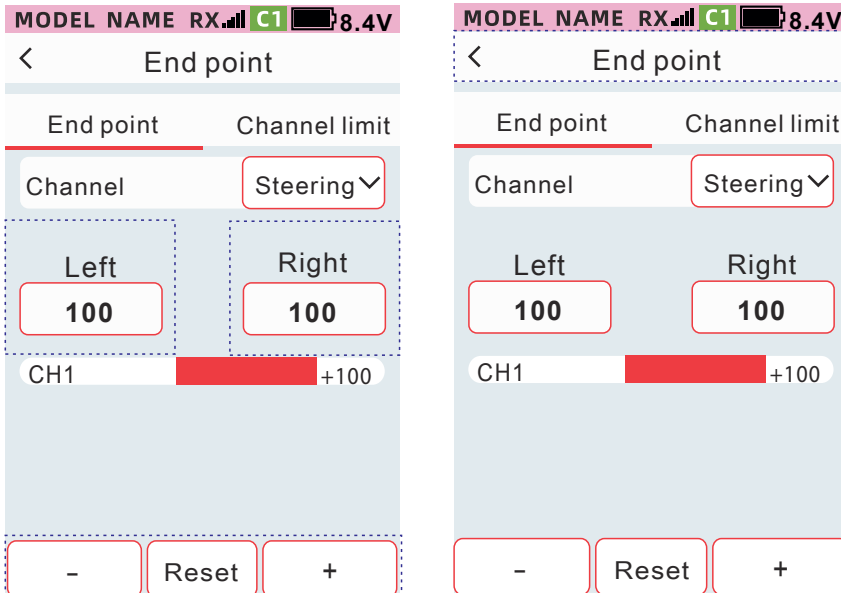 MODEL NAME RX C1 8.4V
< End point
End point Channel limit
Channel Steering
Left Right
100 100
CH1 +100
- Reset +
MODEL NAME RX C1 8.4V
< End point
End point Channel limit
Channel Steering
Left Right
100 100
CH1 +100
- Reset +